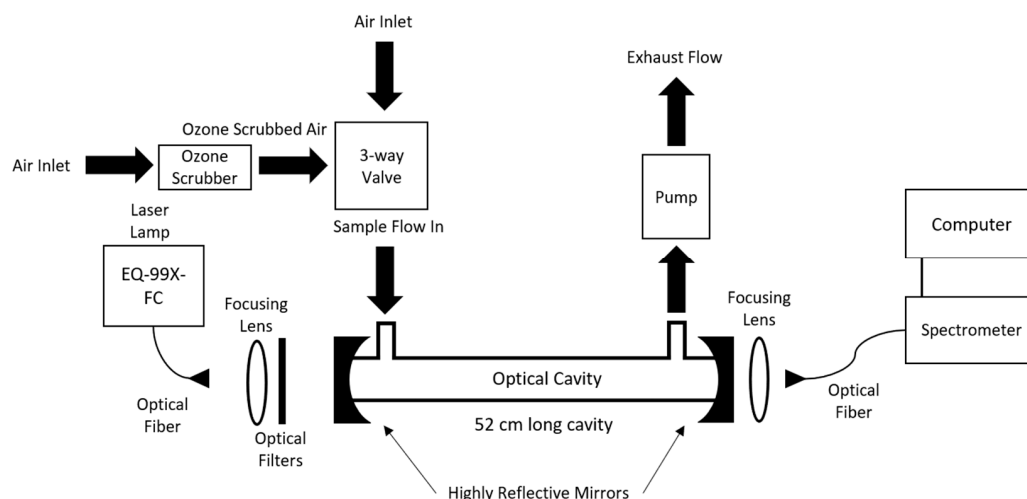 Air Inlet
Exhaust Flow
Ozone Scrubbed Air
Air Inlet
Ozone
Scrubber
3-way
Valve
Pump
Laser
Lamp
Sample Flow In
Computer
EQ-99X-
FC
Focusing
Lens
Focusing
Lens
Spectrometer
Optical Cavity
Optical
Fiber
Optical
Fiber
52 cm long cavity
Optical
Filters
Highly Reflective Mirrors